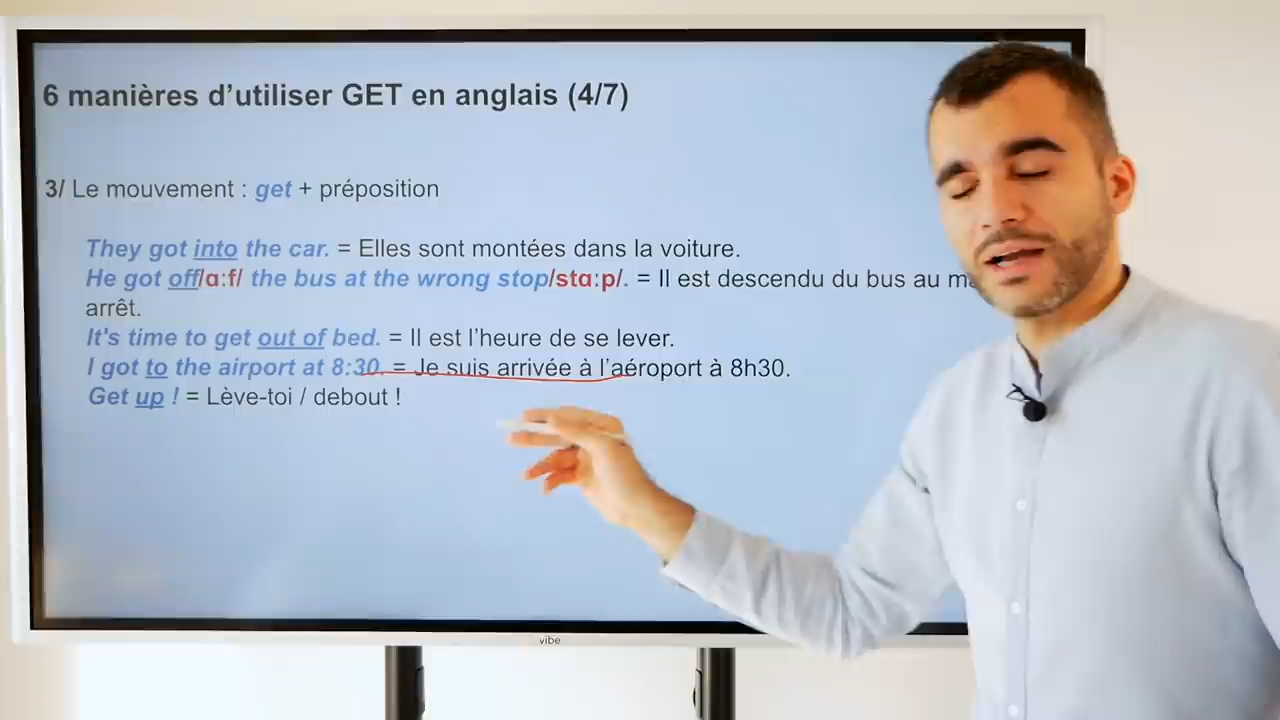 6 manières d’utiliser GET en anglais (4/7)
3/ Le mouvement : get + préposition
They got into the car. = Elles sont montées dans la voiture.
He got off/ɑːf/ the bus at the wrong stop/stɑːp/. = Il est descendu du bus au
arrêt.
It's time to get out of bed. = Il est l’heure de se lever.
I got to the airport at 8:30. = Je suis arrivée à l’aéroport à 8h30.
Get up ! = Lève-toi / debout !
vibe